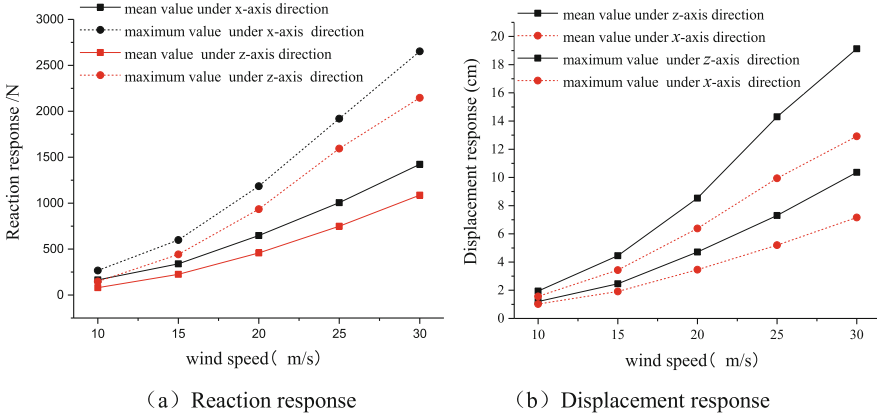 3000
2500
2000
1500
1000
500
0
Reaction response /N
mean value under x-axis direction
maximum value under x-axis direction
mean value under z-axis direction
maximum value under z-axis direction
10 15 20 25 30
wind speed( m/s)
(a) Reaction response
20
18
16
14
12
10
8
6
4
2
0
Displacement response (cm)
mean value under z-axis direction
mean value under x-axis direction
maximum value under z-axis direction
maximum value under x-axis direction
10 15 20 25 30
wind speed( m/s)
(b) Displacement response